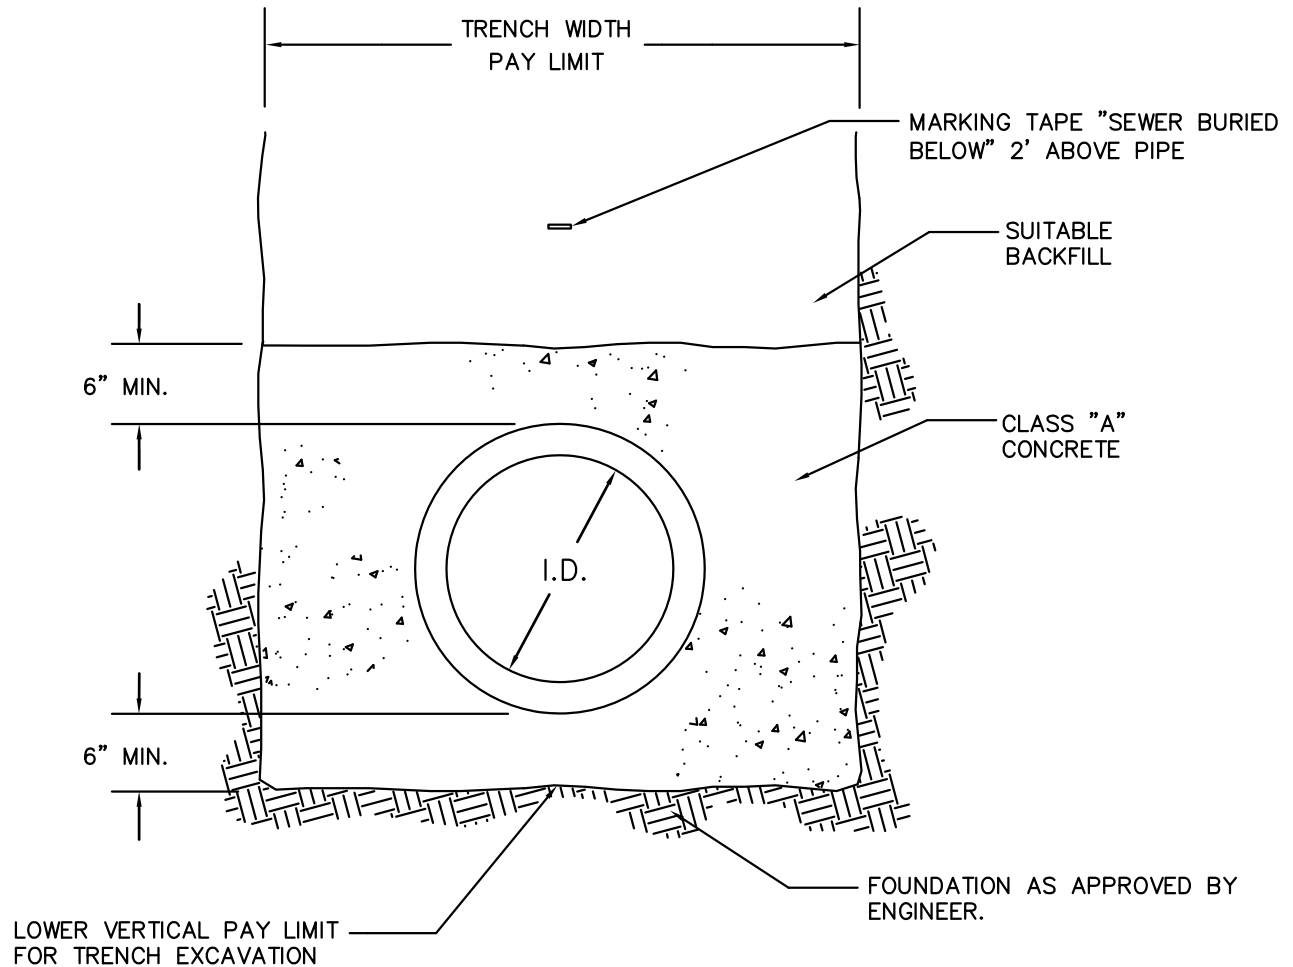 TRENCH WIDTH
PAY LIMIT
MARKING TAPE "SEWER BURIED
BELOW" 2' ABOVE PIPE
SUITABLE
BACKFILL
6" MIN.
CLASS "A"
CONCRETE
I.D.
6" MIN.
FOUNDATION AS APPROVED BY
ENGINEER.
LOWER VERTICAL PAY LIMIT
FOR TRENCH EXCAVATION